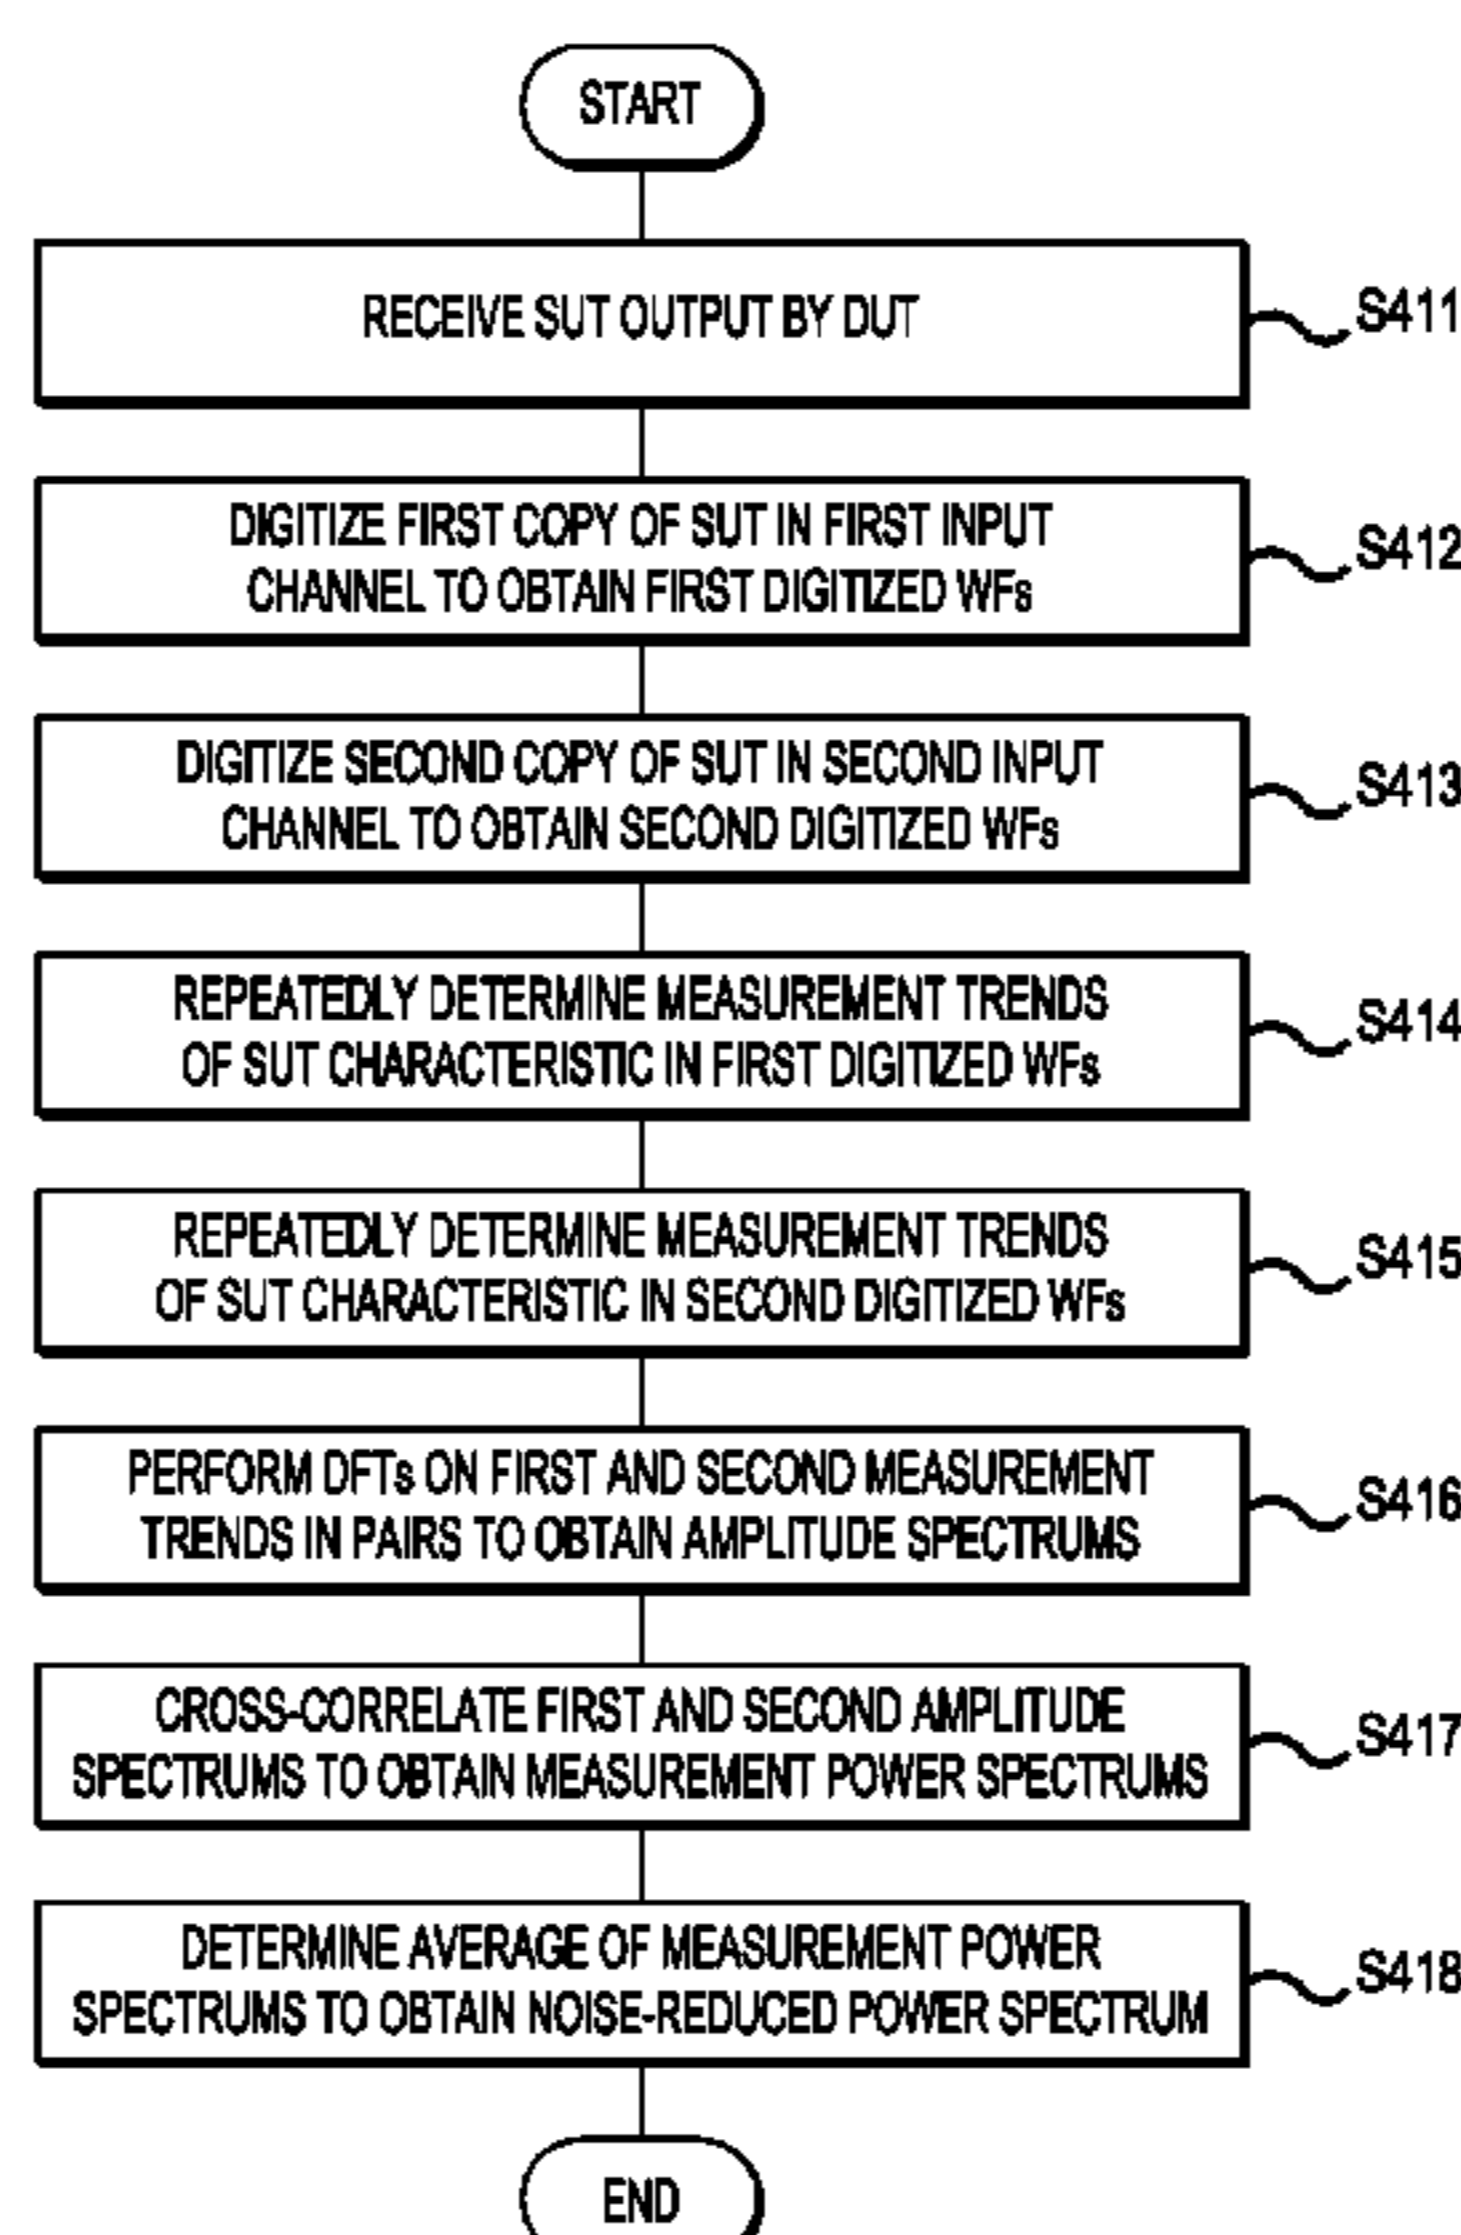 START
RECEIVE SUT OUTPUT BY DUT
S411
DIGITIZE FIRST COPY OF SUT IN FIRST INPUT
CHANNEL TO OBTAIN FIRST DIGITIZED WFs
S412
DIGITIZE SECOND COPY OF SUT IN SECOND INPUT
CHANNEL TO OBTAIN SECOND DIGITIZED WFs
S413
REPEATEDLY DETERMINE MEASUREMENT TRENDS
OF SUT CHARACTERISTIC IN FIRST DIGITIZED WFs
S414
REPEATEDLY DETERMINE MEASUREMENT TRENDS
OF SUT CHARACTERISTIC IN SECOND DIGITIZED WFs
S415
PERFORM DFTs ON FIRST AND SECOND MEASUREMENT
TRENDS IN PAIRS TO OBTAIN AMPLITUDE SPECTRUMS
S416
CROSS-CORRELATE FIRST AND SECOND AMPLITUDE
SPECTRUMS TO OBTAIN MEASUREMENT POWER SPECTRUMS
S417
DETERMINE AVERAGE OF MEASUREMENT POWER
SPECTRUMS TO OBTAIN NOISE-REDUCED POWER SPECTRUM
S418
END